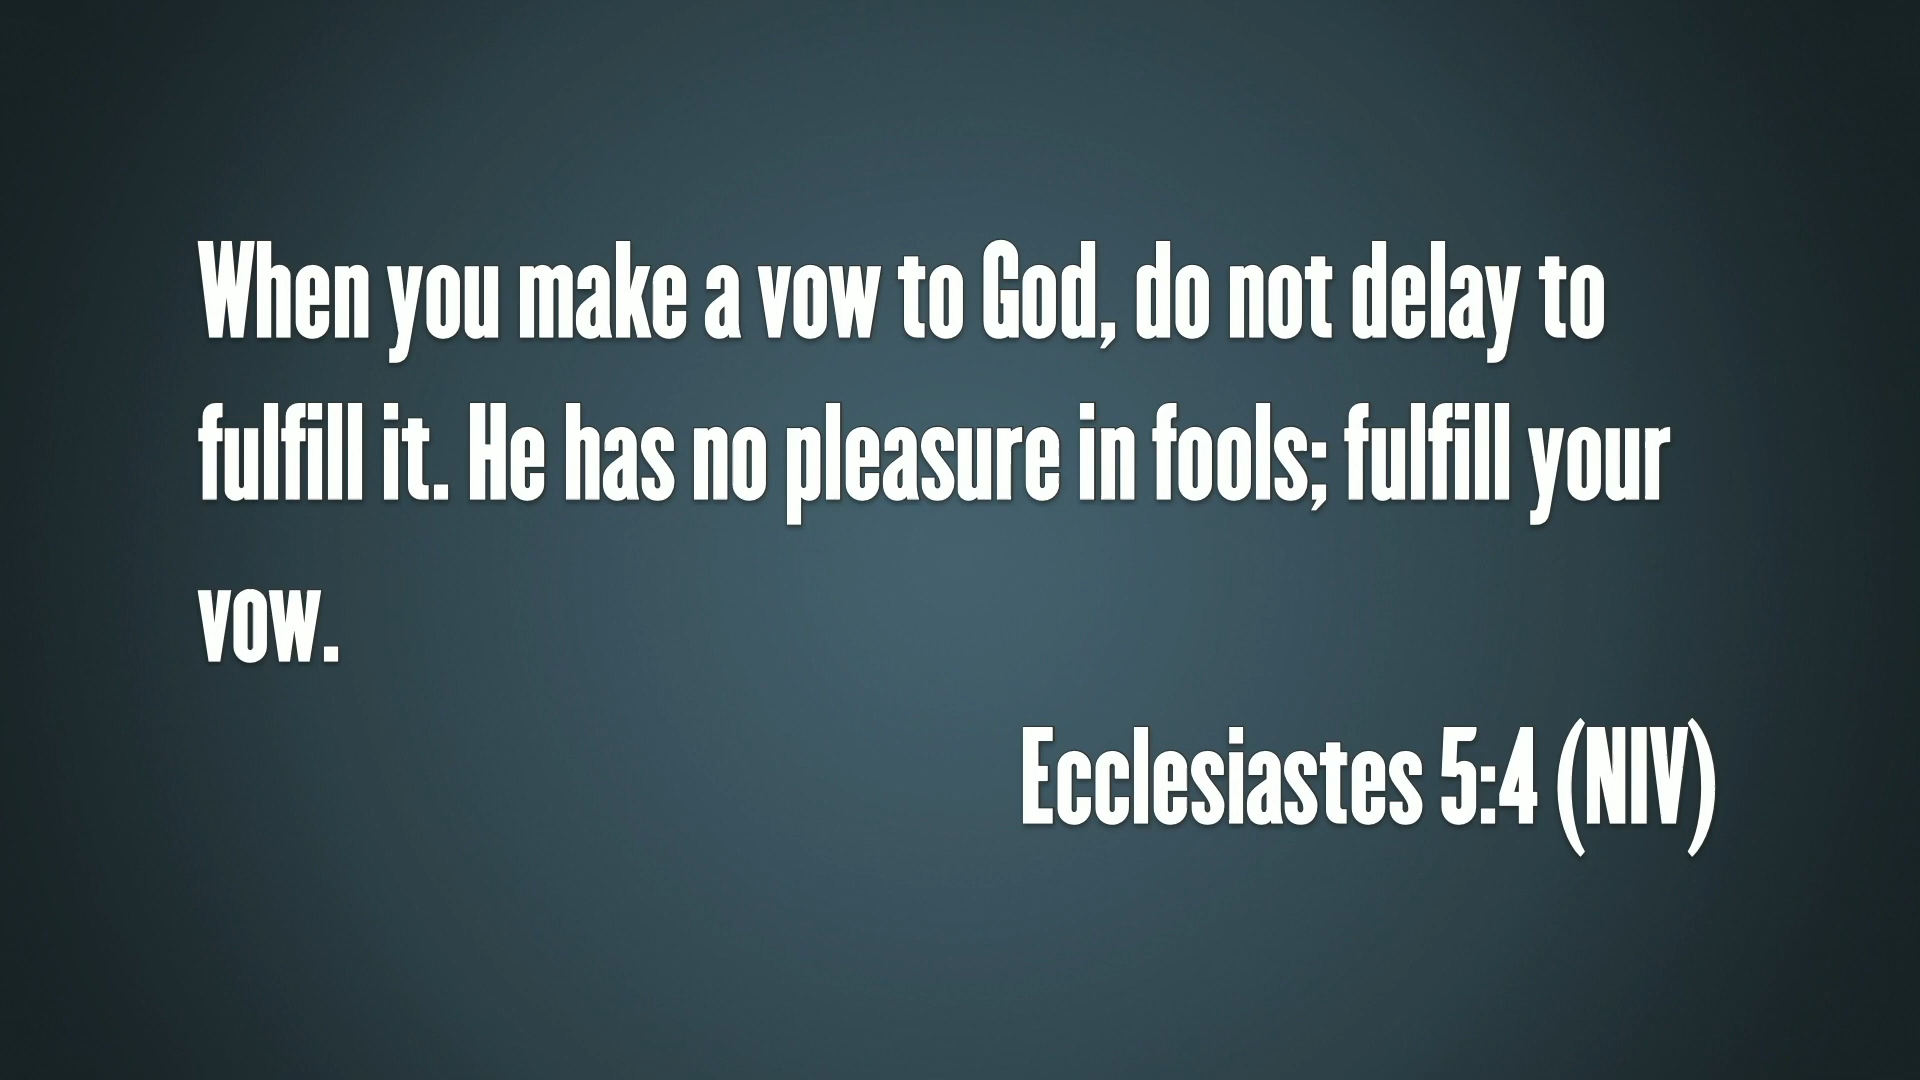 When you make a vow to God, do not delay to
fulfill it. He has no pleasure in fools; fulfill your
vow.
Ecclesiastes 5:4 (NIV)